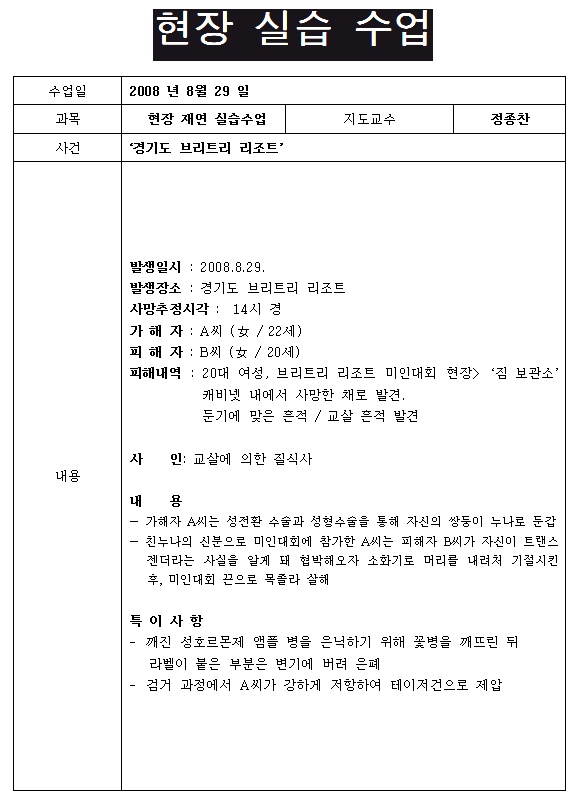 현장 실습 수업
수업일 2008 년 8월 29 일
과목 현장 재연 실습수업 지도교수 정종찬
사건 ‘경기도 브리트리 리조트’
발생일시 : 2008.8.29.
발생장소 : 경기도 브리트리 리조트
사망추정시각 : 14시 경
가 해 자 : A씨 (女 / 22세)
피 해 자 : B씨 (女 / 20세)
피해내역 : 20대 여성, 브리트리 리조트 미인대회 현장> ‘짐 보관소’
캐비넷 내에서 사망한 채로 발견.
둔기에 맞은 흔적 / 교살 흔적 발견
사 인: 교살에 의한 질식사
내용
내 용
- 가해자 A씨는 성전환 수술과 성형수술을 통해 자신의 쌍둥이 누나로 둔갑
- 친누나의 신분으로 미인대회에 참가한 A씨는 피해자 B씨가 자신이 트랜스
젠더라는 사실을 알게 돼 협박해오자 소화기로 머리를 내려쳐 기절시킨
후, 미인대회 끈으로 목졸라 살해
특 이 사 항
- 깨진 성호르몬제 앰플 병을 은닉하기 위해 꽃병을 깨뜨린 뒤
라벨이 붙은 부분은 변기에 버려 은폐
- 검거 과정에서 A씨가 강하게 저항하여 테이저건으로 제압